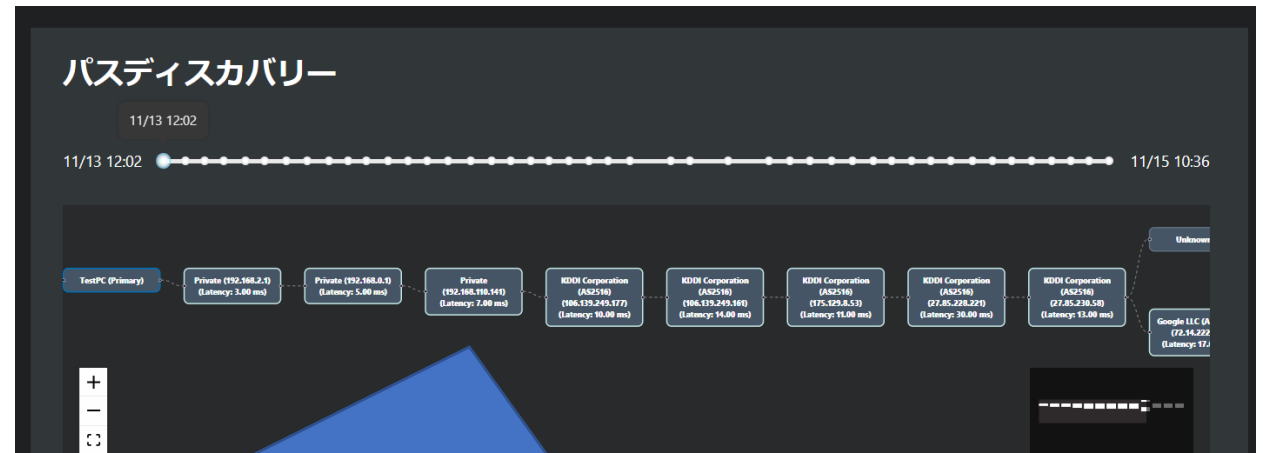 パスディスカバリー
11/13 12:02
11/13 12:02
11/15 10:36
TestPC (Primary)
Private (192.168.2.1)
(Latency: 3.00 ms)
Private (192.168.0.1)
(Latency: 5.00 ms)
Private
(192.168.110.141)
(Latency: 7.00 ms)
KDDI Corporation
(AS2516)
(106.139.249.177)
(Latency: 10.00 ms)
KDDI Corporation
(AS2516)
(106.139.249.161)
(Latency: 14.00 ms)
KDDI Corporation
(AS2516)
(175.129.8.53)
(Latency: 11.00 ms)
KDDI Corporation
(AS2516)
(27.85.228.221)
(Latency: 30.00 ms)
KDDI Corporation
(AS2516)
(27.85.230.58)
(Latency: 13.00 ms)
Unknown
Google LLC (A
(72.14.222
(Latency: 17.